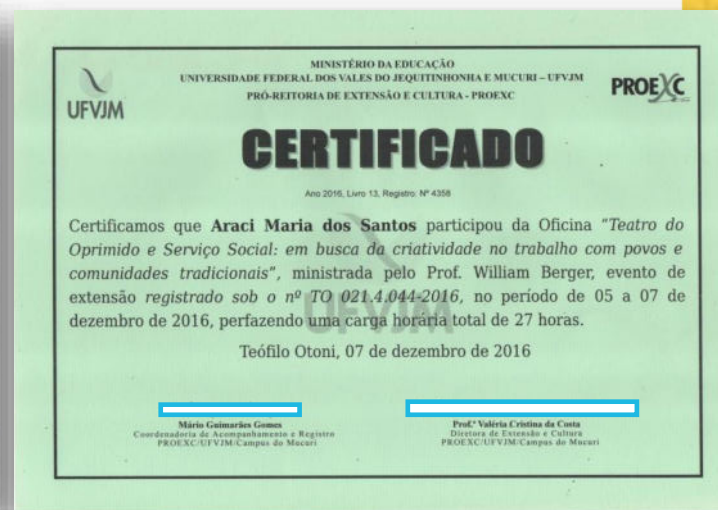 MINISTÉRIO DA EDUCAÇÃO
UNIVERSIDADE FEDERAL DOS VALES DO JEQUITINHONHA E MUCURI – UFVJM
PRÓ-REITORIA DE EXTENSÃO E CULTURA - PROEXC
UFVJM
PROEXC
CERTIFICADO
Ano 2016, Livro 13, Registro: Nº 4358
Certificamos que Araci Maria dos Santos participou da Oficina "Teatro do
Oprimido e Serviço Social: em busca da criatividade no trabalho com povos e
comunidades tradicionais", ministrada pelo Prof. William Berger, evento de
extensão registrado sob o nº TO 021.4.044-2016, no período de 05 a 07 de
dezembro de 2016, perfazendo uma carga horária total de 27 horas.
UFVJM
Teófilo Otoni, 07 de dezembro de 2016
Mário Guimarães Gomes
Coordenadoria de Acompanhamento e Registro
PROEXC/UFVJM/Campus do Mucuri
Prof.ª Valéria Cristina da Costa
Diretora de Extensão e Cultura
PROEXC/UFVJM/Campus do Mucuri